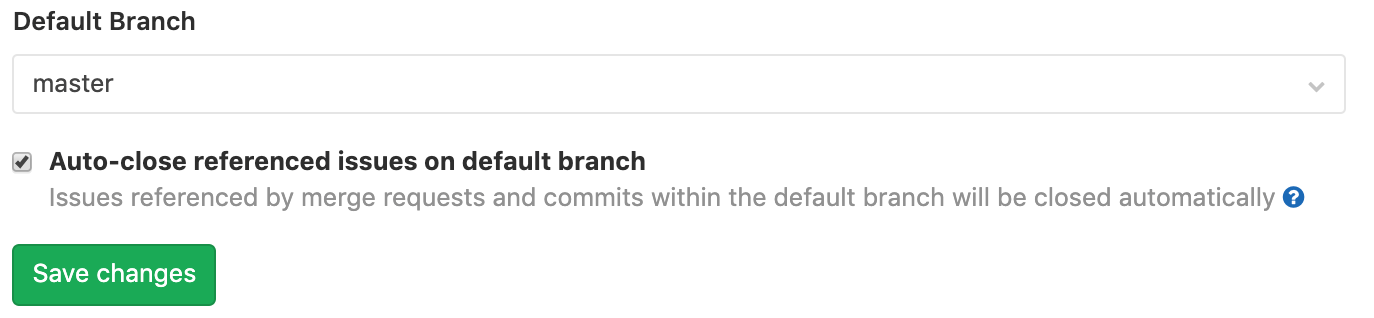 Default Branch
master
Auto-close referenced issues on default branch
Issues referenced by merge requests and commits within the default branch will be closed automatically ?
Save changes